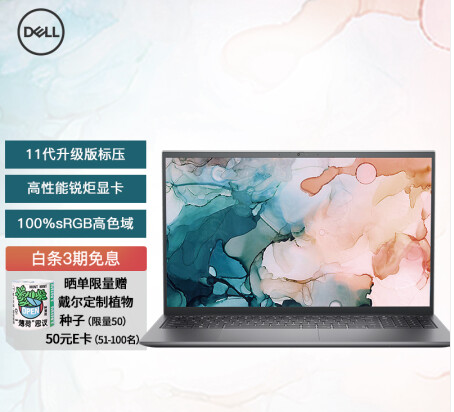 DELL
11代升级版标压
高性能锐炬显卡
100%sRGB高色域
白条3期免息
晒单限量赠
戴尔定制植物
种子(限量50)
50元E卡(51-100名)
OPEN